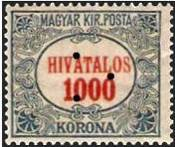 MAGYAR KIR. POSTA
HIVATALOS
1000
KORONA